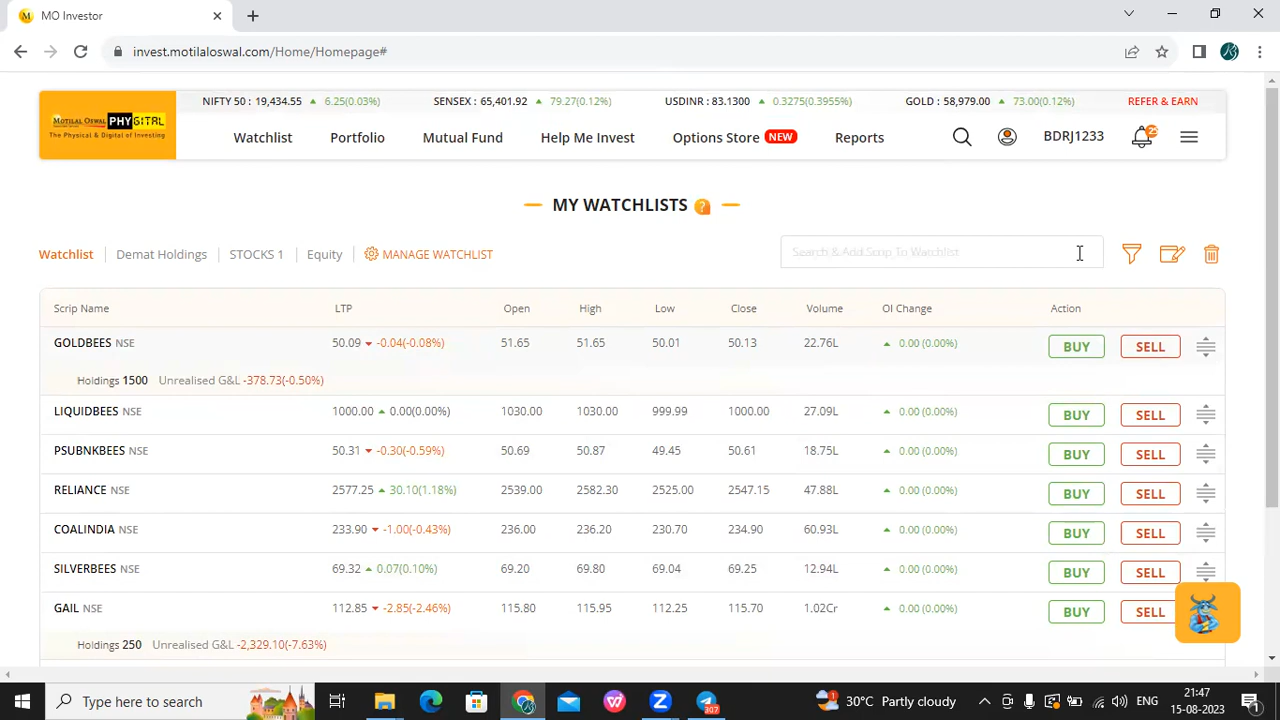 MO Investor
invest.motilaloswal.com/Home/Homepage#
NIFTY 50 : 19,434.55 6.25(0.03%) SENSEX : 65,401.92 79.27(0.12%) USDINR : 83.1300 0.3275(0.3955%) GOLD : 58,979.00 73.00(0.12%) REFER & EARN
MOTILAL OSWAL PHYGITAL
The Physical & Digital of Investing
Watchlist Portfolio Mutual Fund Help Me Invest Options Store NEW Reports BDRJ1233 25
MY WATCHLISTS ?
Watchlist Demat Holdings STOCKS 1 Equity MANAGE WATCHLIST Search & Add Scrip To Watchlist
Scrip Name LTP Open High Low Close Volume OI Change Action
GOLDBEES NSE 50.09 -0.04(-0.08%) 51.65 51.65 50.01 50.13 22.76L 0.00 (0.00%) BUY SELL
Holdings 1500 Unrealised G&L -378.73(-0.50%)
LIQUIDBEES NSE 1000.00 0.00(0.00%) 1030.00 1030.00 999.99 1000.00 27.09L 0.00 (0.00%) BUY SELL
PSUBNKBEES NSE 50.31 -0.30(-0.59%) 50.69 50.87 49.45 50.61 18.75L 0.00 (0.00%) BUY SELL
RELIANCE NSE 2577.25 30.10(1.18%) 2539.00 2582.30 2525.00 2547.15 47.88L 0.00 (0.00%) BUY SELL
COALINDIA NSE 233.90 -1.00(-0.43%) 236.00 236.20 230.70 234.90 60.93L 0.00 (0.00%) BUY SELL
SILVERBEES NSE 69.32 0.07(0.10%) 69.20 69.80 69.04 69.25 12.94L 0.00 (0.00%) BUY SELL
GAIL NSE 112.85 -2.85(-2.46%) 115.80 115.95 112.25 115.70 1.02Cr 0.00 (0.00%) BUY SELL
Holdings 250 Unrealised G&L -2,329.10(-7.63%)
Type here to search 307 1 30°C Partly cloudy ENG 21:47
15-08-2023 1